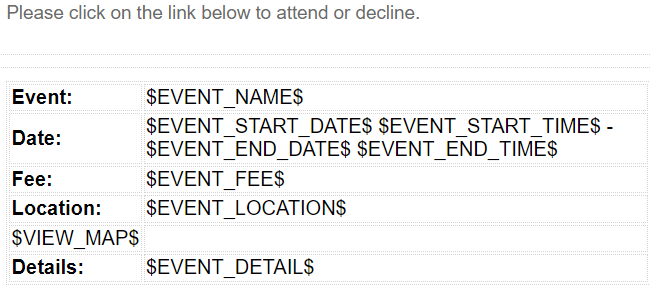 Please click on the link below to attend or decline.
Event: $EVENT_NAME$
Date: $EVENT_START_DATE$ $EVENT_START_TIME$ -
$EVENT_END_DATE$ $EVENT_END_TIME$
Fee: $EVENT_FEE$
Location: $EVENT_LOCATION$
$VIEW_MAP$
Details: $EVENT_DETAIL$